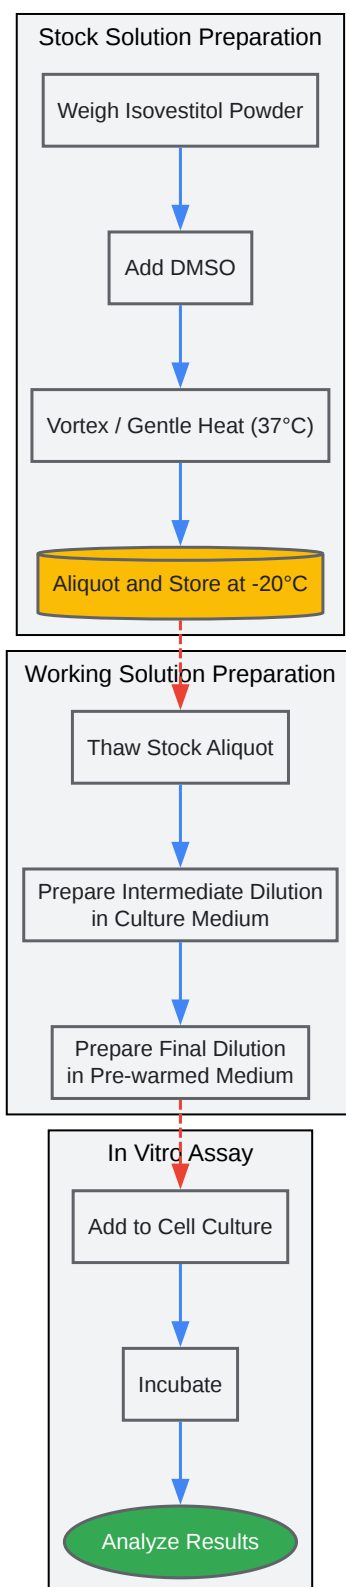 Stock Solution Preparation
Weigh Isovestitol Powder
Add DMSO
Vortex / Gentle Heat (37°C)
Aliquot and Store at -20°C
Working Solution Preparation
Thaw Stock Aliquot
Prepare Intermediate Dilution
in Culture Medium
Prepare Final Dilution
in Pre-warmed Medium
In Vitro Assay
Add to Cell Culture
Incubate
Analyze Results